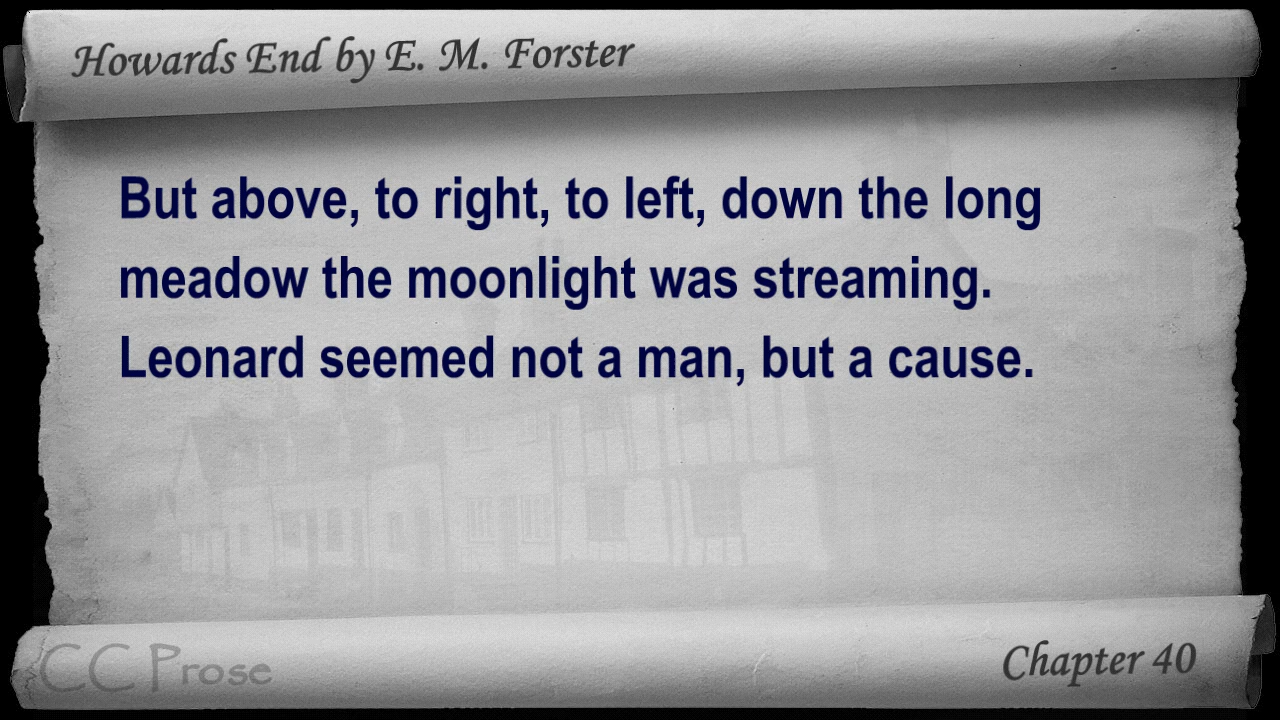 Howards End by E. M. Forster
But above, to right, to left, down the long
meadow the moonlight was streaming.
Leonard seemed not a man, but a cause.
CC Prose
Chapter 40